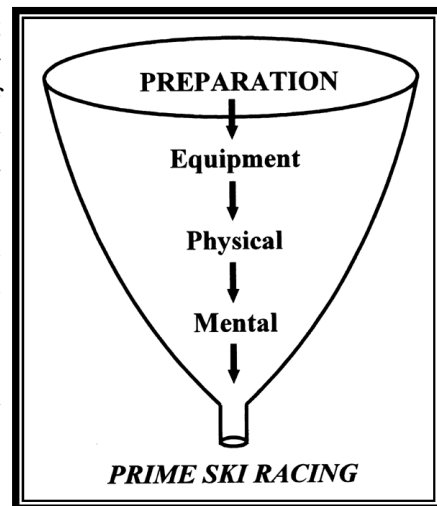 PREPARATION
Equipment
Physical
Mental
PRIME SKI RACING